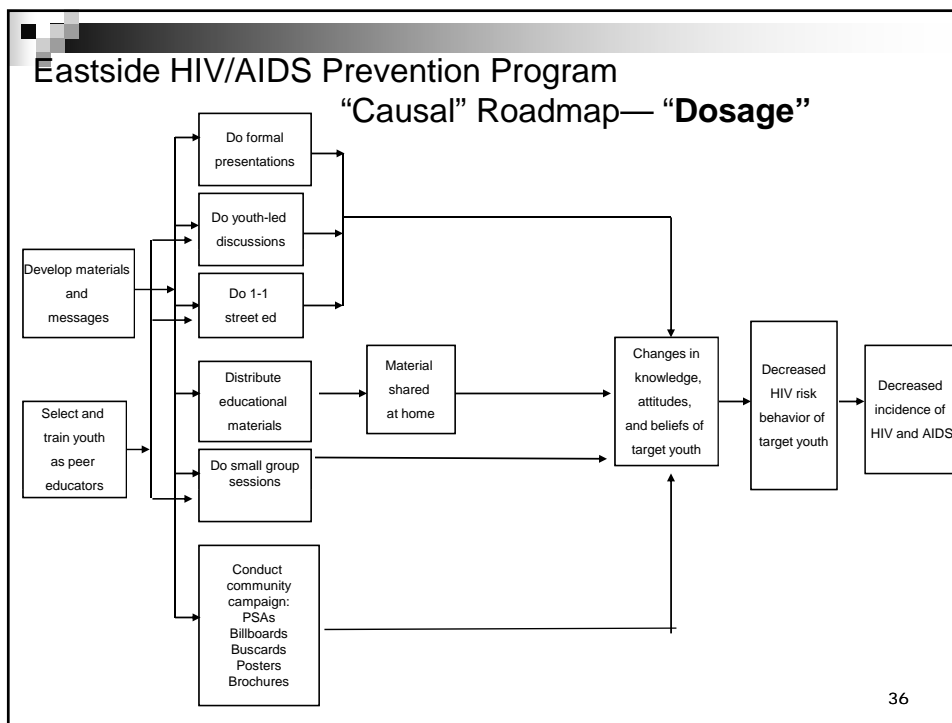 Eastside HIV/AIDS Prevention Program
“Causal” Roadmap— “Dosage”
Do formal
presentations
Do youth-led
discussions
Develop materials
and
messages
Do 1-1
street ed
Distribute
educational
materials
Material
shared
at home
Changes in
knowledge,
attitudes,
and beliefs of
target youth
Decreased
HIV risk
behavior of
target youth
Decreased
incidence of
HIV and AIDS
Select and
train youth
as peer
educators
Do small group
sessions
Conduct
community
campaign:
PSAs
Billboards
Buscards
Posters
Brochures
36